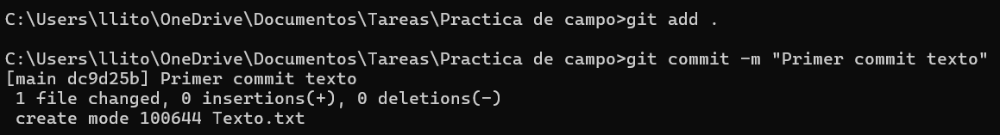 C:\Users\llito\OneDrive\Documentos\Tareas\Practica de campo>git add .
C:\Users\llito\OneDrive\Documentos\Tareas\Practica de campo>git commit -m "Primer commit texto"
[main dc9d25b] Primer commit texto
 1 file changed, 0 insertions(+), 0 deletions(-)
 create mode 100644 Texto.txt